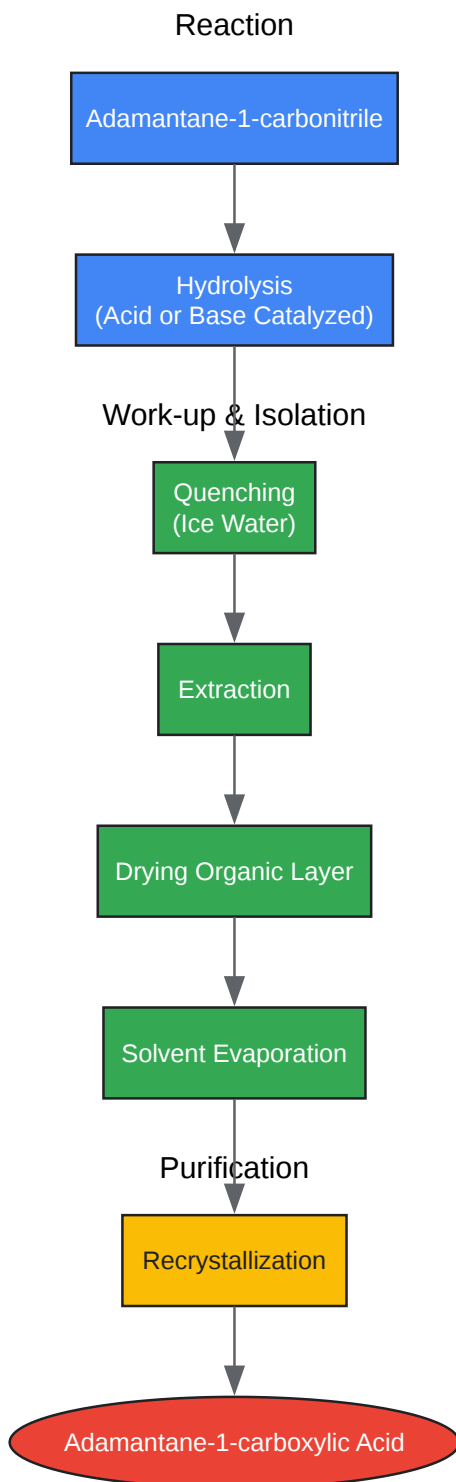 Reaction
Adamantane-1-carbonitrile
Hydrolysis
(Acid or Base Catalyzed)
Work-up & Isolation
Quenching
(Ice Water)
Extraction
Drying Organic Layer
Solvent Evaporation
Purification
Recrystallization
Adamantane-1-carboxylic Acid